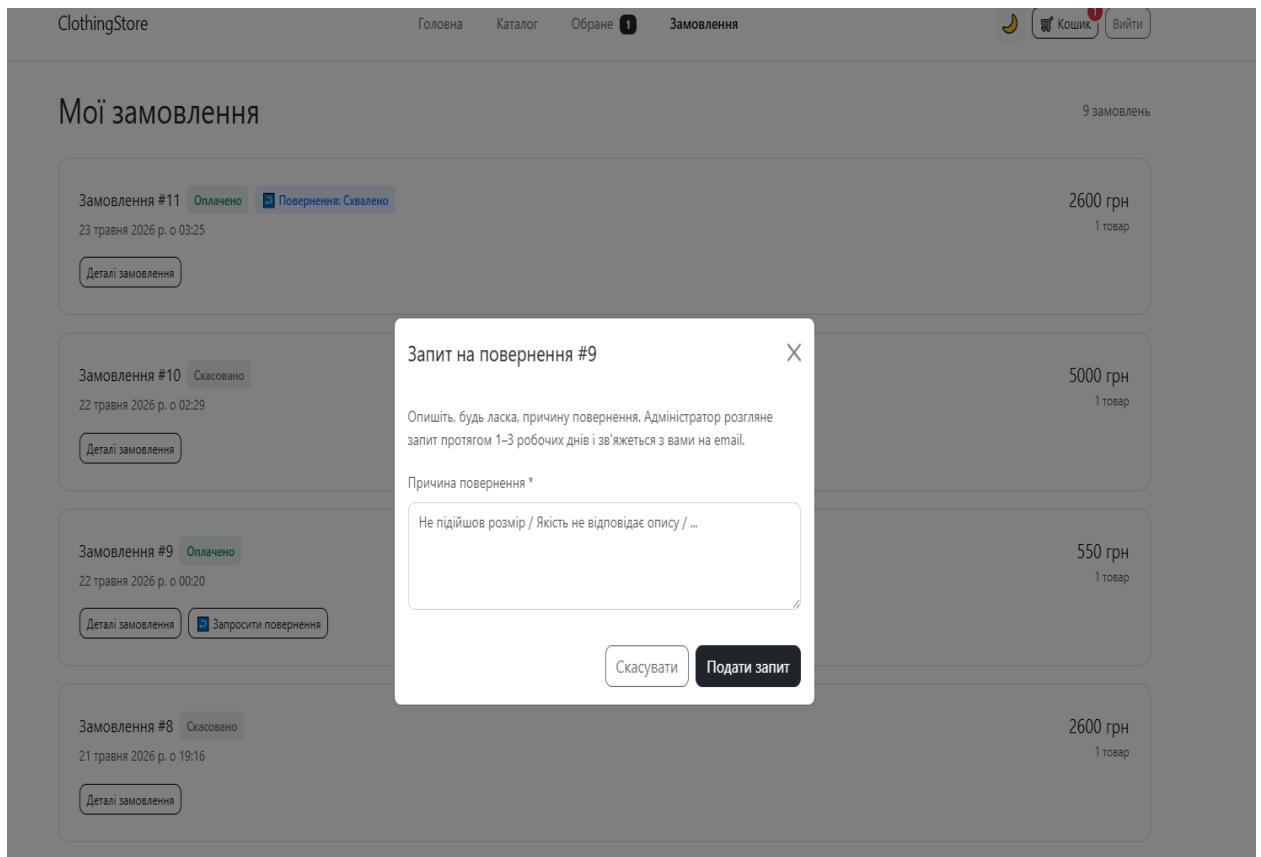 ClothingStore
Головна
Каталог
Обране 1
Замовлення
1
Кошик
Вийти
Мої замовлення
9 замовлень
Замовлення #11 Оплачено Повернення: Схвалено
2600 грн
23 травня 2026 р. о 03:25
1 товар
Деталі замовлення
Замовлення #10 Скасовано
5000 грн
22 травня 2026 р. о 02:29
1 товар
Деталі замовлення
Замовлення #9 Оплачено
550 грн
22 травня 2026 р. о 00:20
1 товар
Деталі замовлення
Запросити повернення
Замовлення #8 Скасовано
2600 грн
21 травня 2026 р. о 19:16
1 товар
Деталі замовлення
Запит на повернення #9
Опишіть, будь ласка, причину повернення. Адміністратор розгляне
запит протягом 1–3 робочих днів і зв'яжеться з вами на email.
Причина повернення *
Не підійшов розмір / Якість не відповідає опису / ...
Скасувати
Подати запит